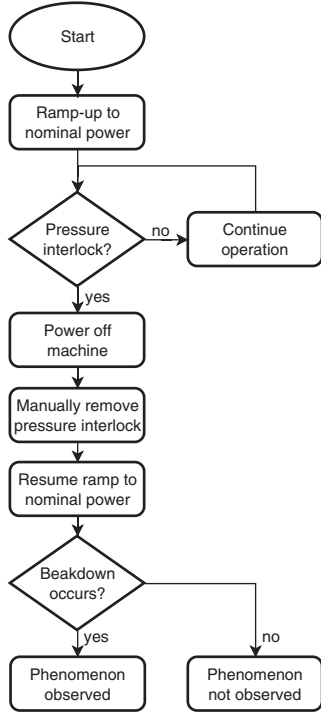 Start
Ramp-up to
nominal power
Pressure
interlock?
no
Continue
operation
yes
Power off
machine
Manually remove
pressure interlock
Resume ramp to
nominal power
Beakdown
occurs?
yes
no
Phenomenon
observed
Phenomenon
not observed